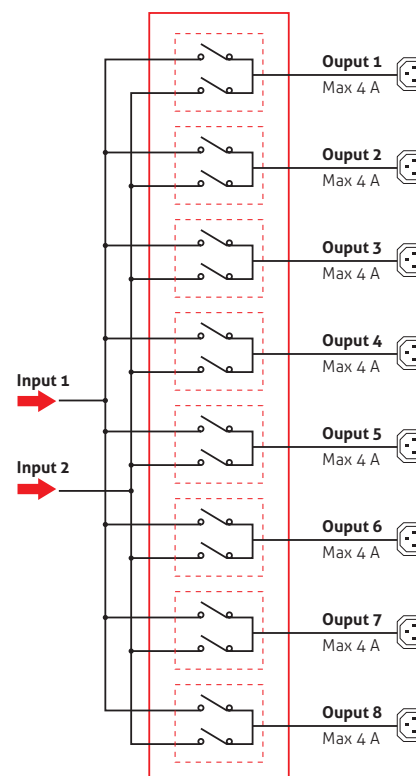 Ouput 1
Max 4 A
Ouput 2
Max 4 A
Ouput 3
Max 4 A
Ouput 4
Max 4 A
Input 1
Ouput 5
Max 4 A
Input 2
Ouput 6
Max 4 A
Ouput 7
Max 4 A
Ouput 8
Max 4 A